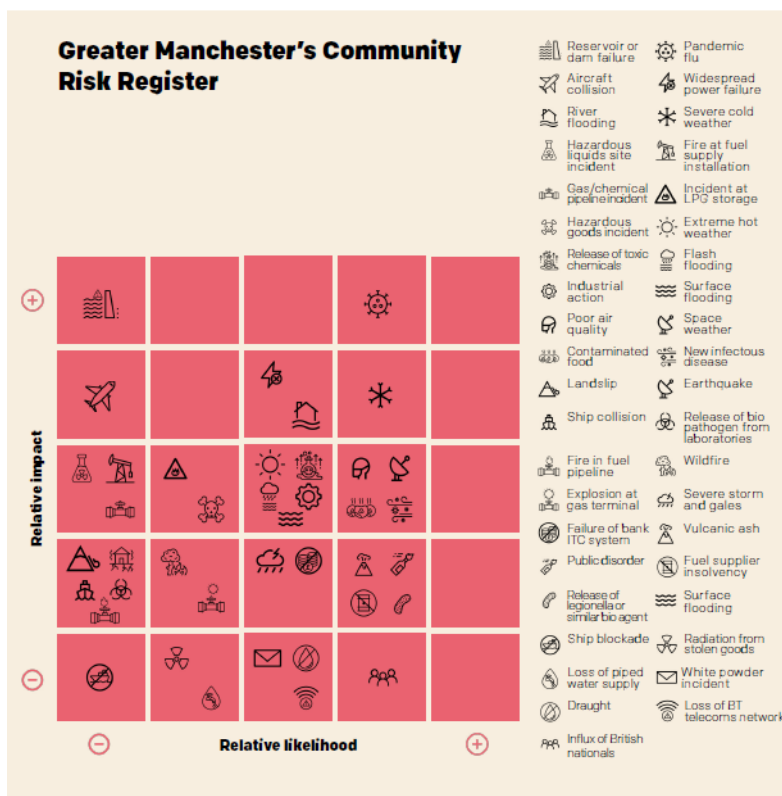 Greater Manchester's Community
Risk Register
Reservoir or
dam failure
Pandemic
flu
Aircraft
collision
Widespread
power failure
River
flooding
Severe cold
weather
Hazardous
liquids site
incident
Fire at fuel
supply
installation
Gas/chemical
pipeline incident
Incident at
LPG storage
Hazardous
goods incident
Extreme hot
weather
Release of toxic
chemicals
Flash
flooding
Industrial
action
Surface
flooding
Poor air
quality
Space
weather
Contaminated
food
New infectous
disease
Landslip
Earthquake
Ship collision
Release of bio
pathogen from
laboratories
Fire in fuel
pipeline
Wildfire
Explosion at
gas terminal
Severe storm
and gales
Failure of bank
ITC system
Vulcanic ash
Public disorder
Fuel supplier
insolvency
Release of
legionella or
similar bio agent
Surface
flooding
Ship blockade
Radiation from
stolen goods
Loss of piped
water supply
White powder
incident
Draught
Loss of BT
telecoms network
Influx of British
nationals
Relative impact
Relative likelihood